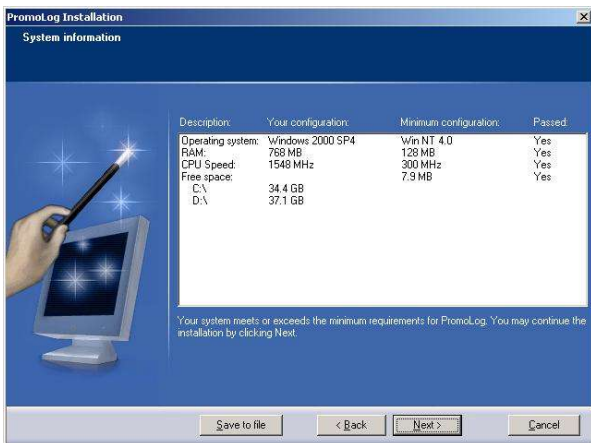 PromoLog Installation
System information
Description: Your configuration: Minimum configuration: Passed:
Operating system: Windows 2000 SP4 Win NT 4.0 Yes
RAM: 768 MB 128 MB Yes
CPU Speed: 1548 MHz 300 MHz Yes
Free space: 7.9 MB Yes
C:\ 34.4 GB
D:\ 37.1 GB
Your system meets or exceeds the minimum requirements for PromoLog. You may continue the
installation by clicking Next.
Save to file < Back Next > Cancel